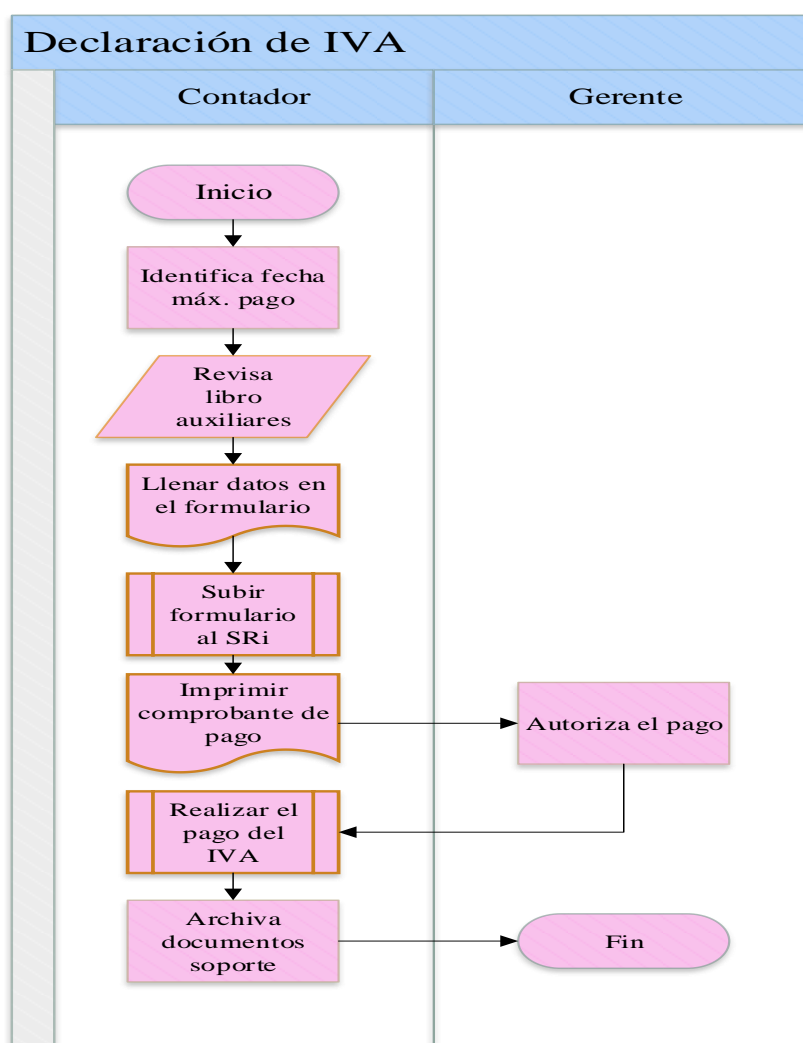 Declaración de IVA
Contador
Gerente
Inicio
Identifica fecha
máx. pago
Revisa
libro
auxiliares
Llenar datos en
el formulario
Subir
formulario
al SRi
Imprimir
comprobante de
pago
Autoriza el pago
Realizar el
pago del
IVA
Archiva
documentos
soporte
Fin